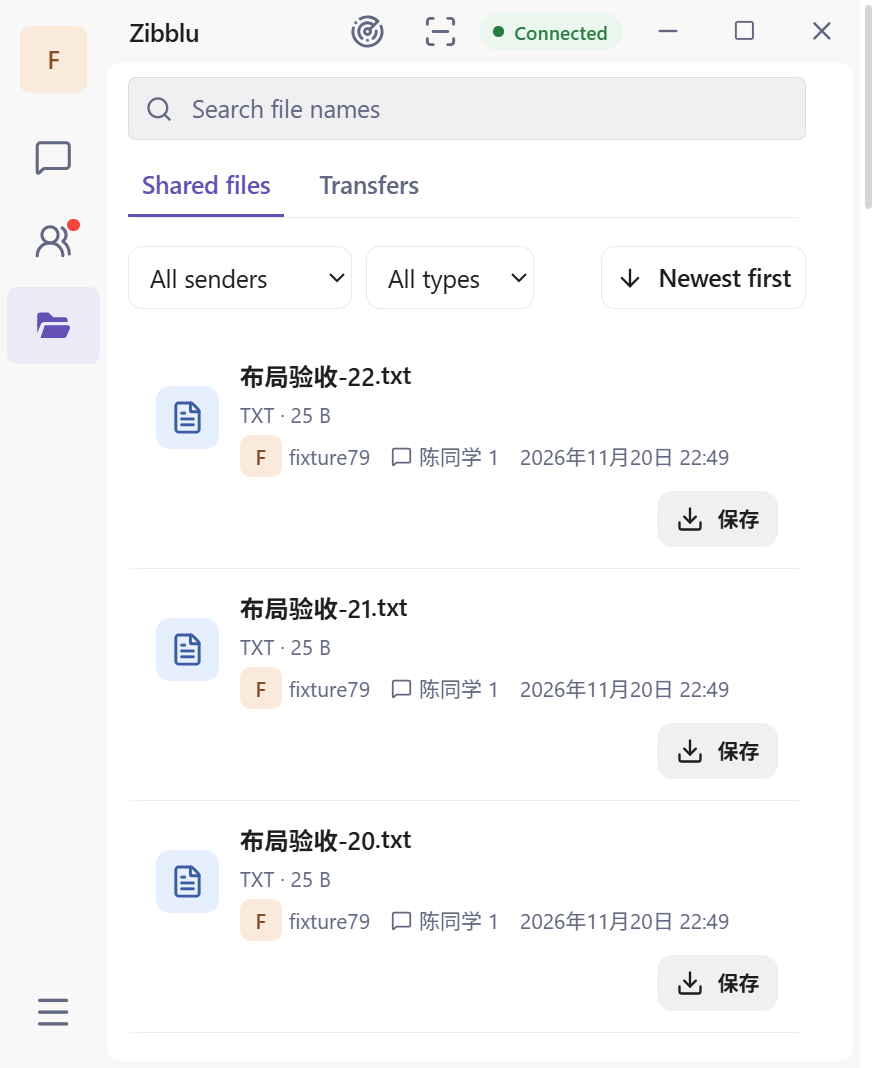 F
Zibblu
Connected
Search file names
Shared files
Transfers
All senders
All types
Newest first
布局验收-22.txt
TXT · 25 B
F fixture79 陈同学 1 2026年11月20日 22:49
保存
布局验收-21.txt
TXT · 25 B
F fixture79 陈同学 1 2026年11月20日 22:49
保存
布局验收-20.txt
TXT · 25 B
F fixture79 陈同学 1 2026年11月20日 22:49
保存